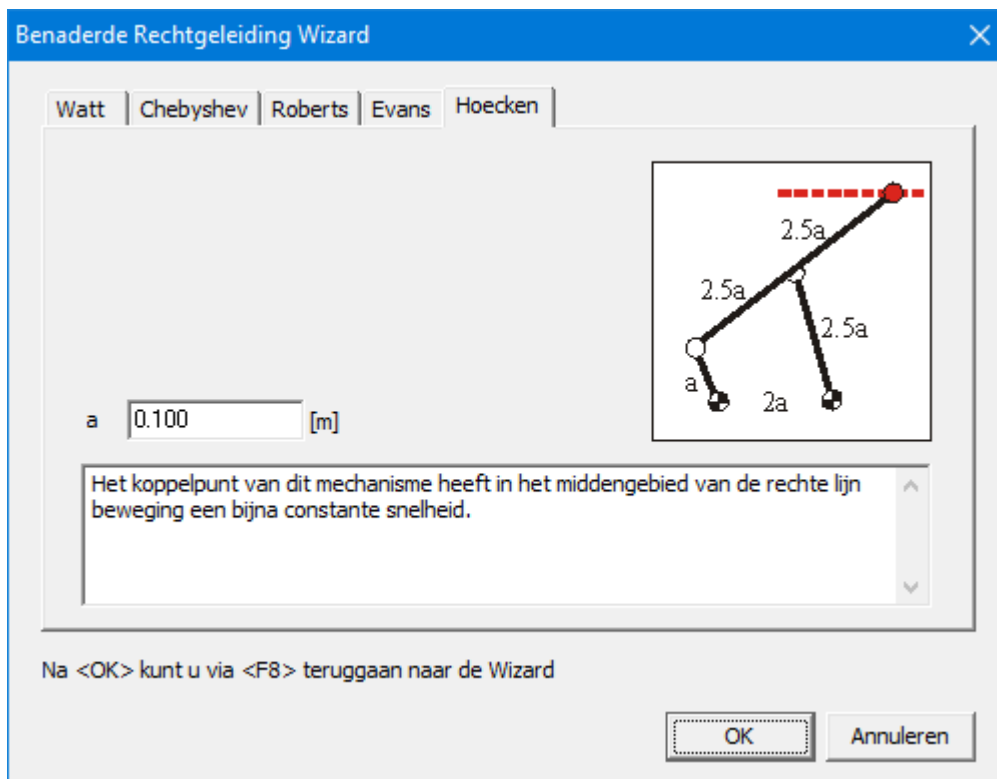 Benaderde Rechtgeleiding Wizard
Watt Chebyshev Roberts Evans Hoecken
2.5a
2.5a
2.5a
a
2a
a 0.100 [m]
Het koppelpunt van dit mechanisme heeft in het middengebied van de rechte lijn
beweging een bijna constante snelheid.
Na <OK> kunt u via <F8> teruggaan naar de Wizard
OK Annuleren